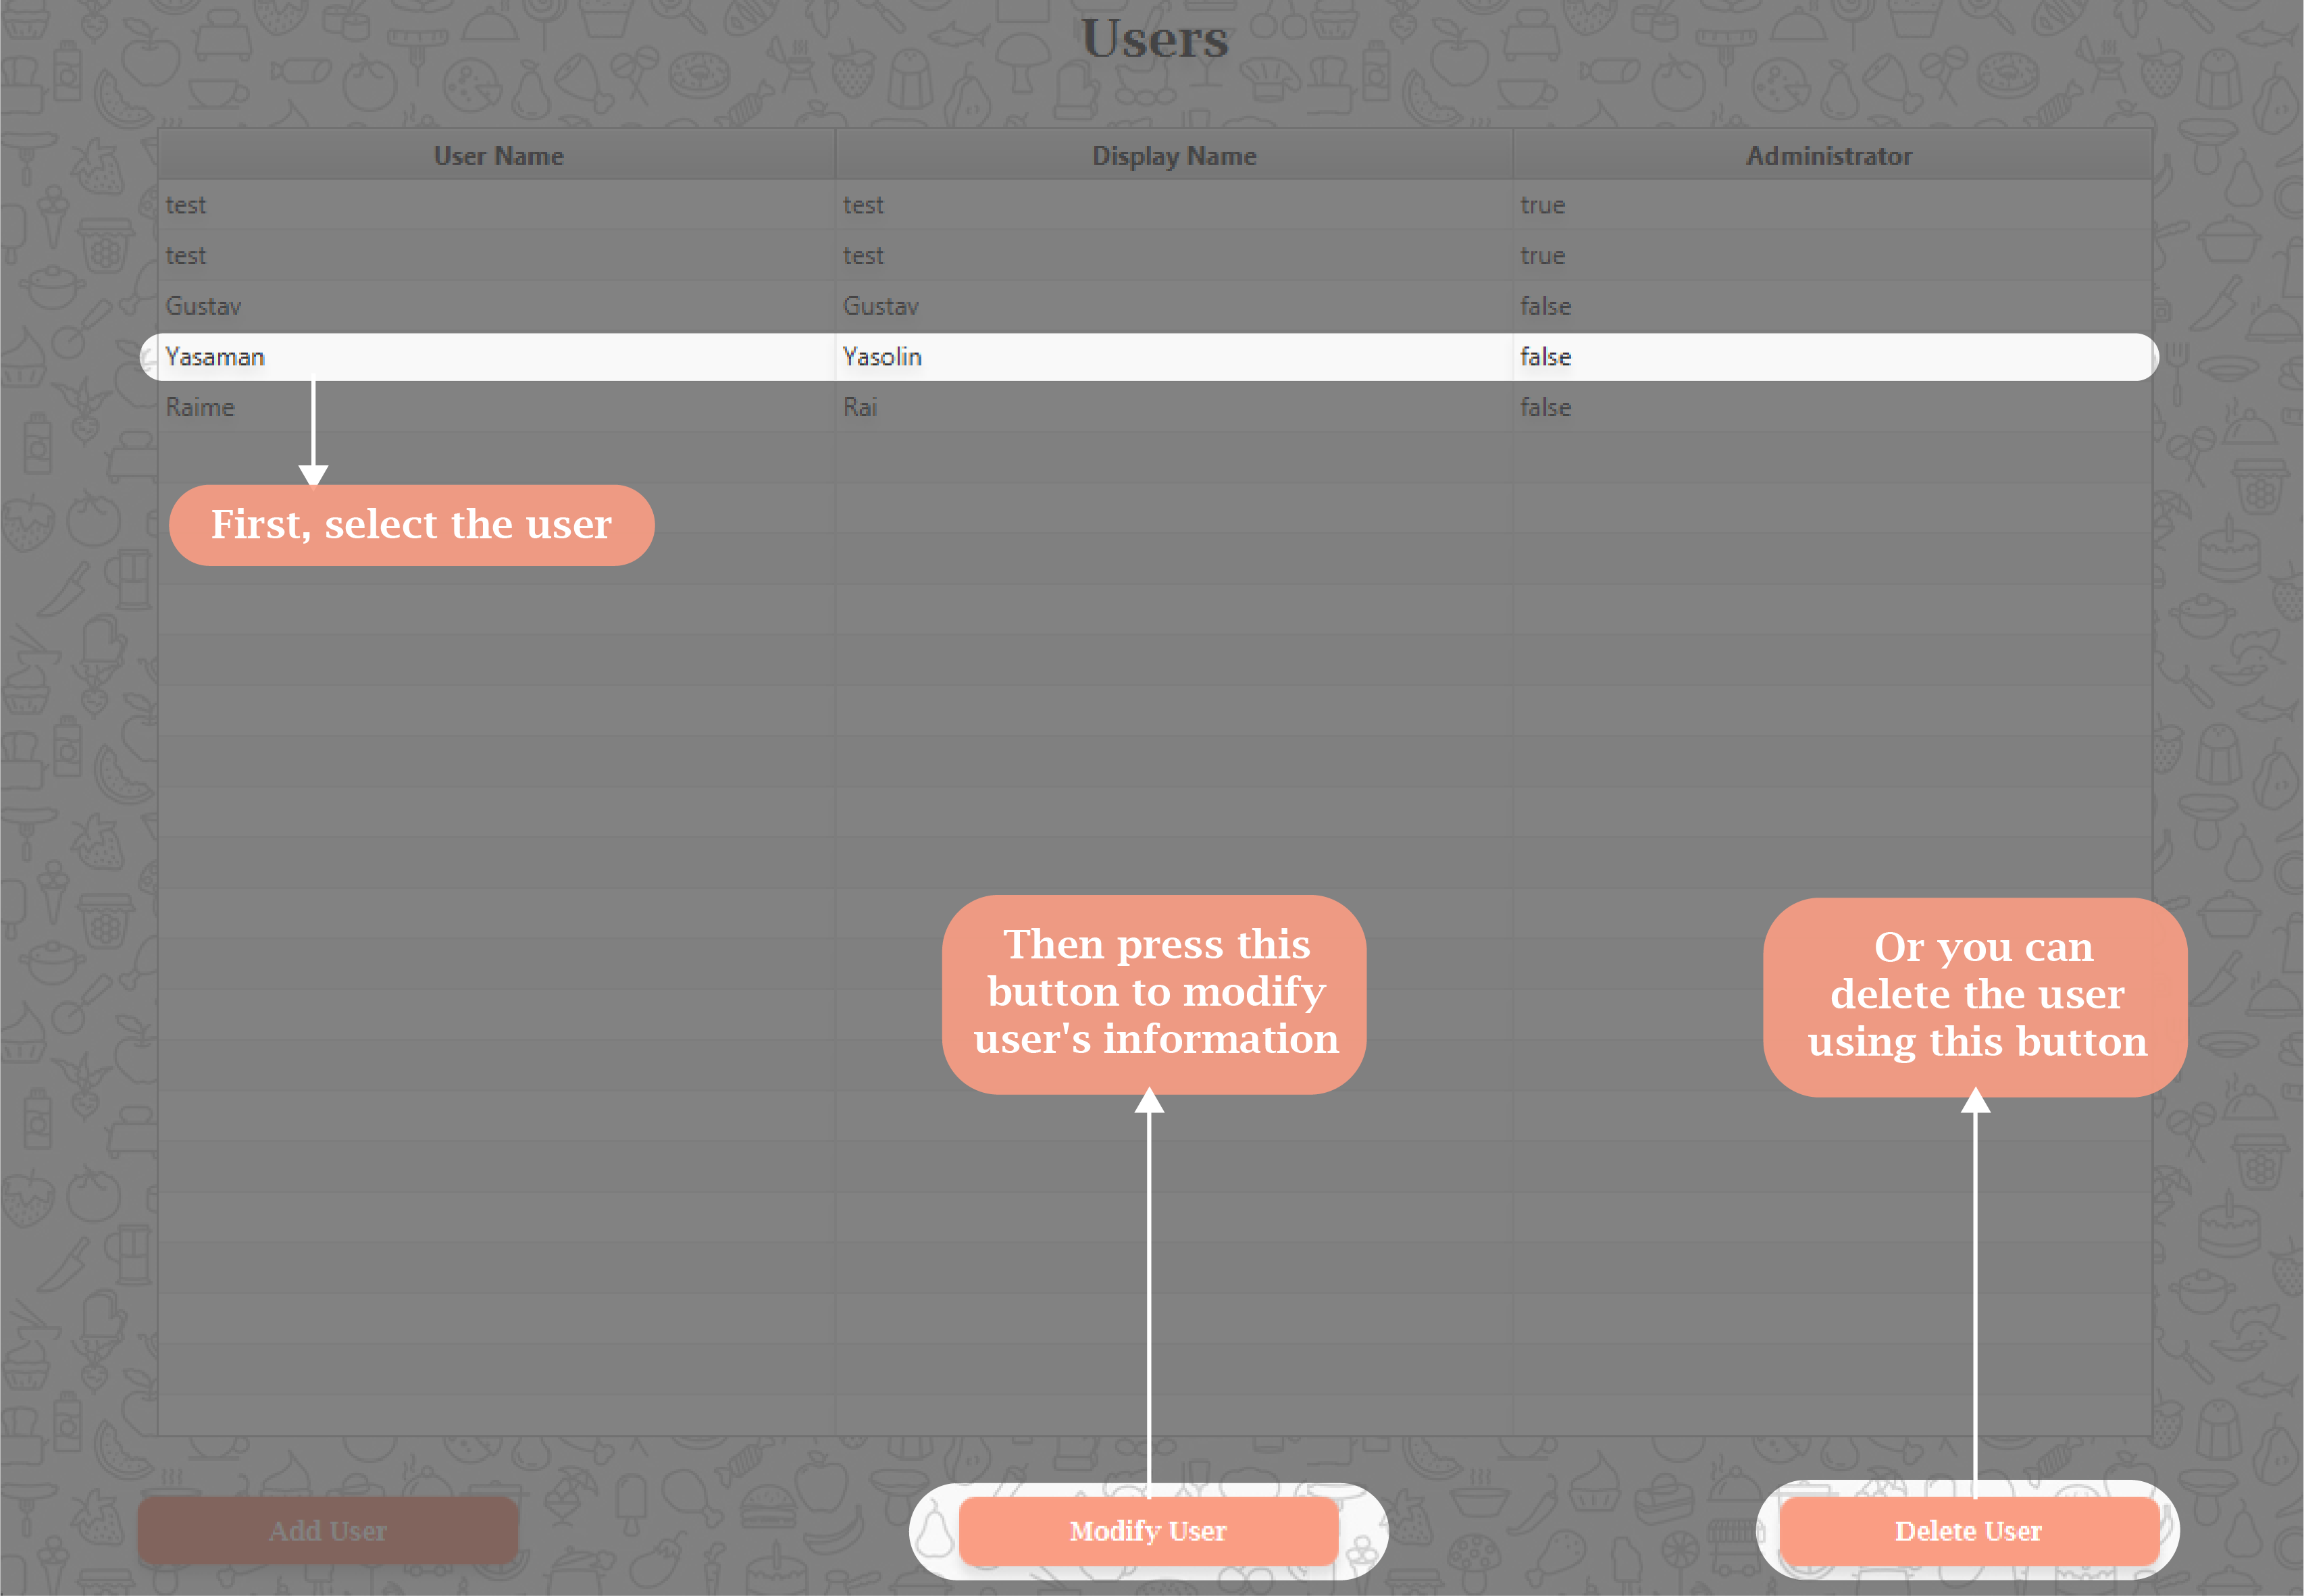 Users
User Name Display Name Administrator
test test true
test test true
Gustav Gustav false
Yasaman Yasolin false
Raime Rai false
First, select the user
Then press this
button to modify
user's information
Or you can
delete the user
using this button
Add User Modify User Delete User